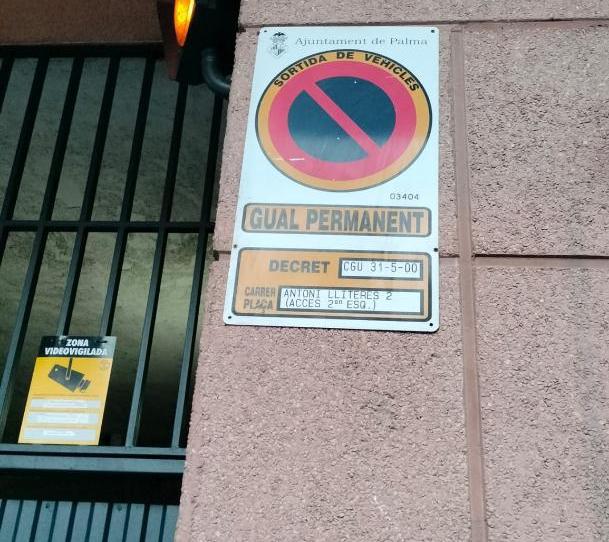 Ajuntament de Palma
SORTIDA DE VEHICLES
03404
GUAL PERMANENT
DECRET CGU 31-5-00
CARRER PLAÇA
ANTONI LLITERES 2
(ACCES 2ºⁿ ESQ.)
ZONA
VIDEOVIGILADA